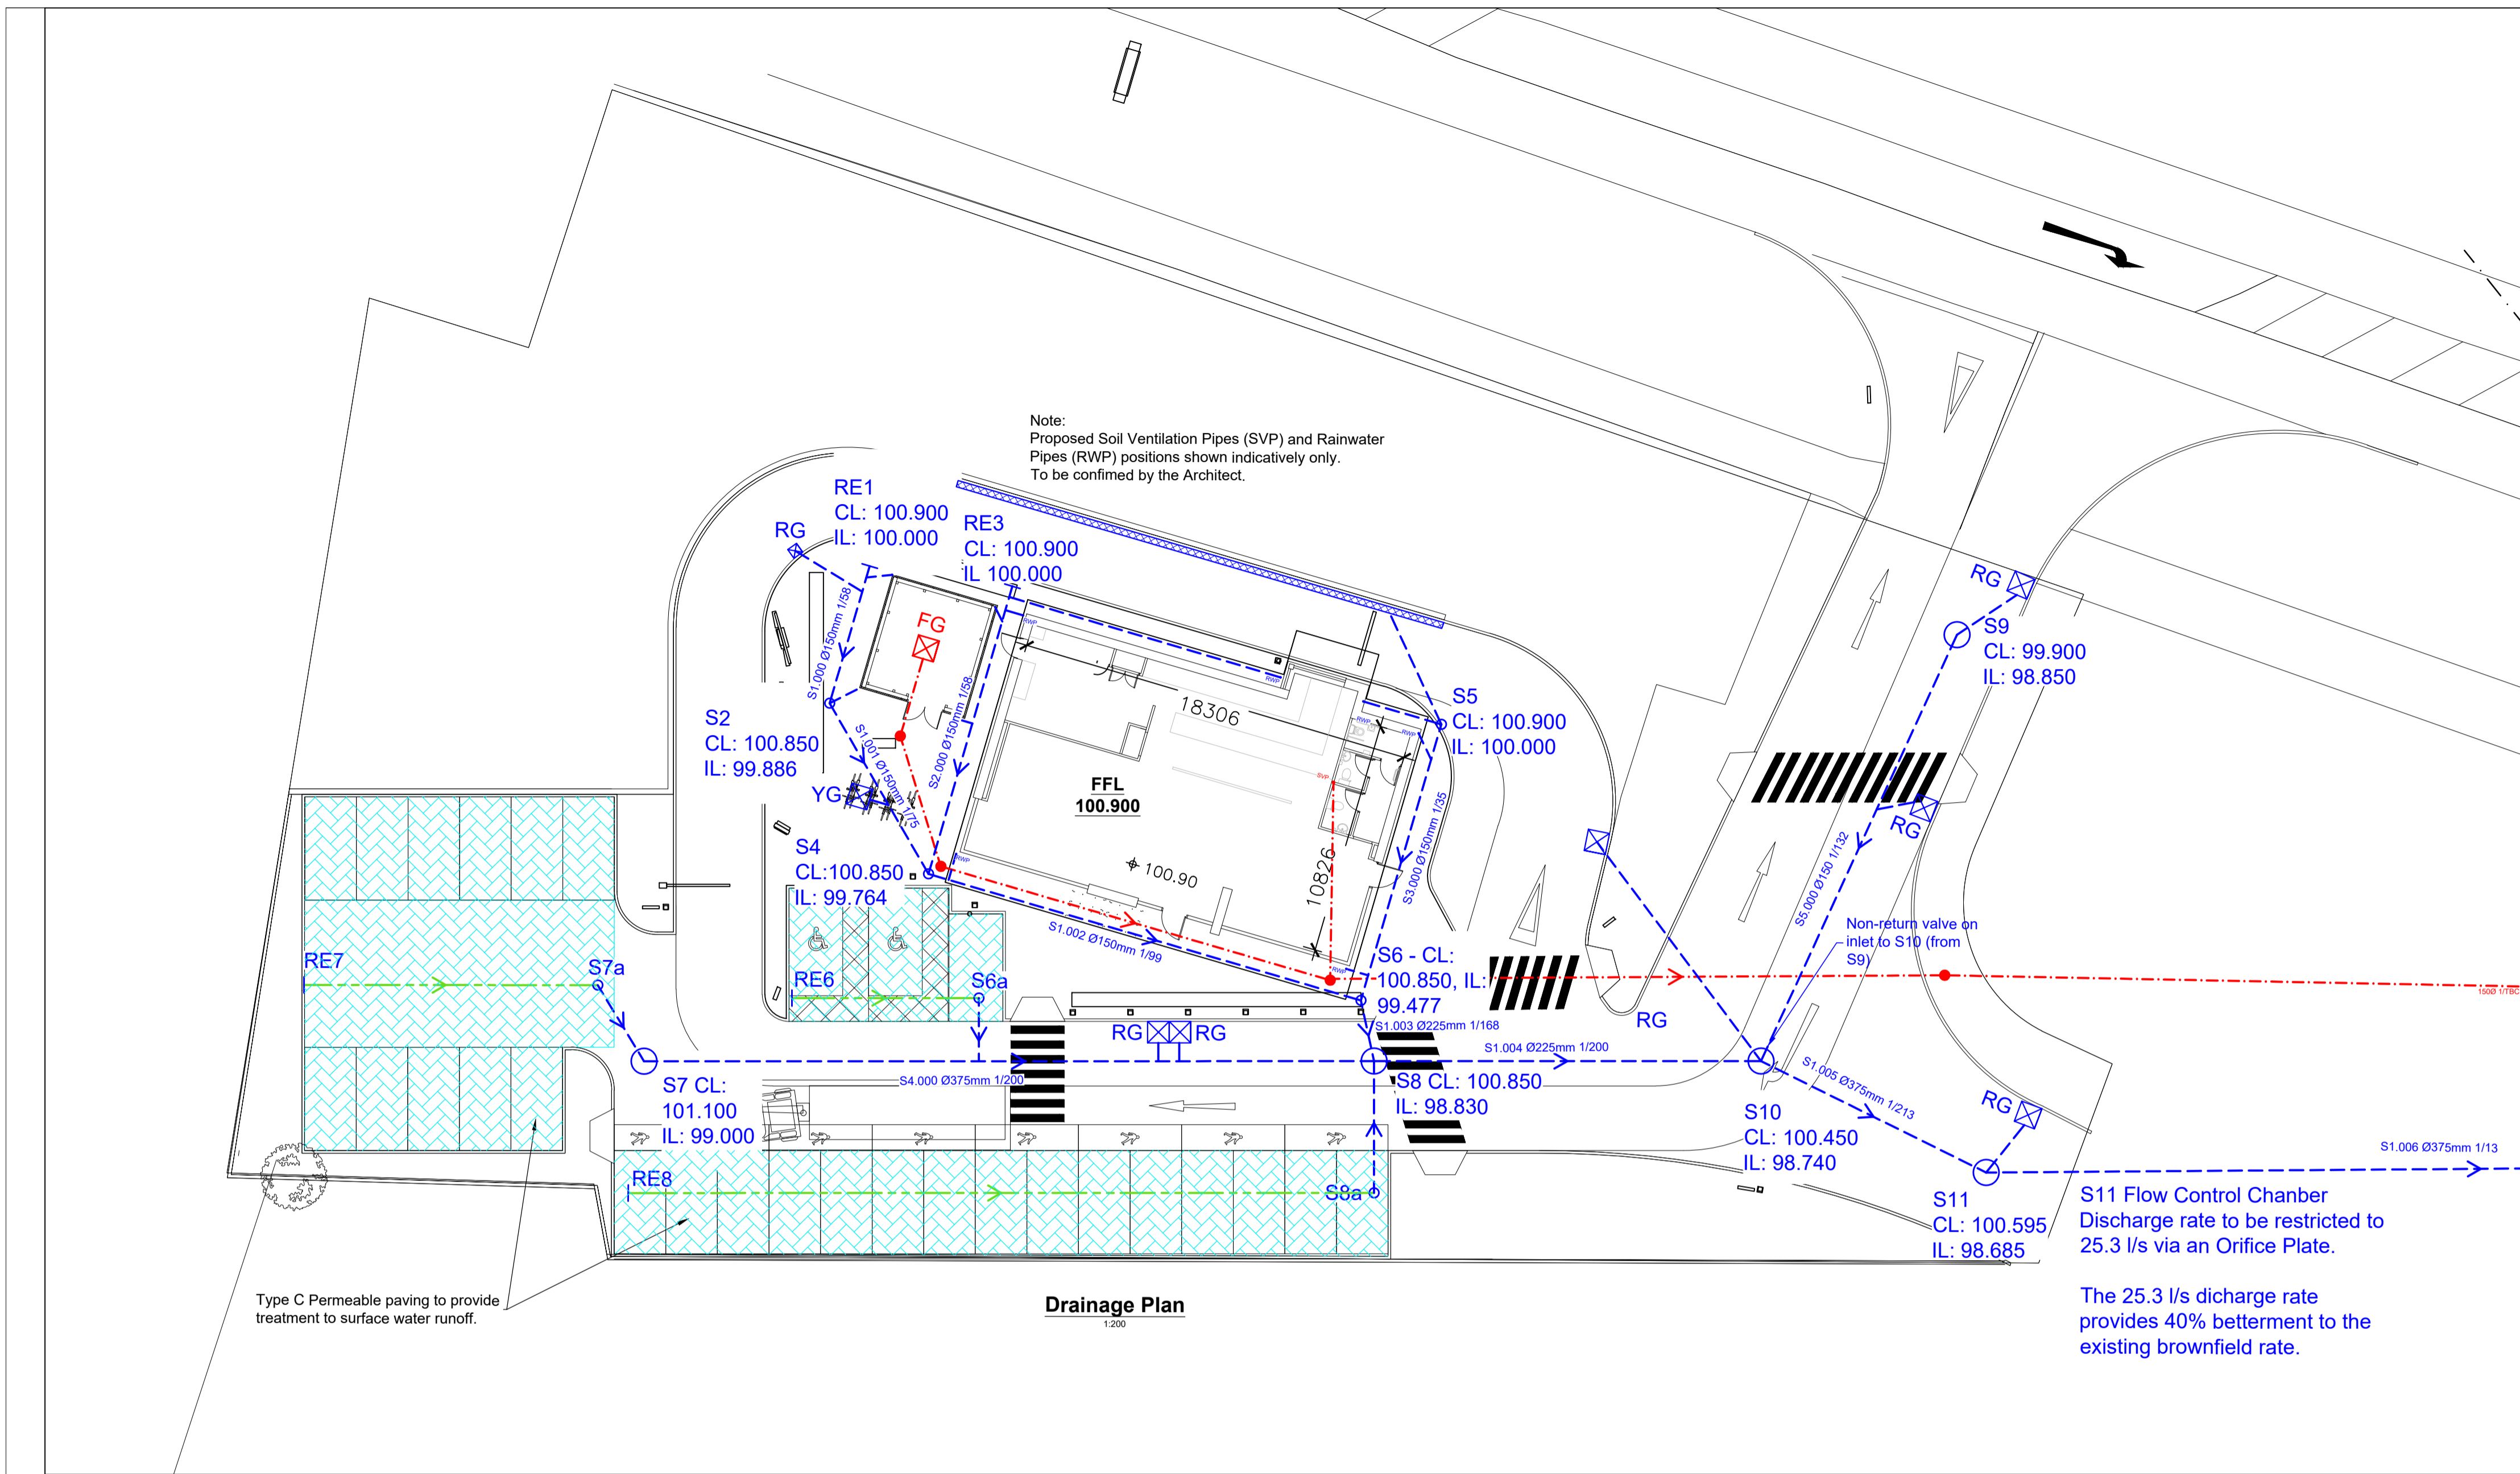 Note:
Proposed Soil Ventilation Pipes (SVP) and Rainwater
Pipes (RWP) positions shown indicatively only.
To be confimed by the Architect.
RE1
CL: 100.900
IL: 100.000
RG
RE3
CL: 100.900
IL 100.000
S1.000 Ø150mm 1/58
FG
RWP
RWP
RG
S9
CL: 99.900
IL: 98.850
S2
CL: 100.850
IL: 99.886
S1.001 Ø150mm 1/75
S2.000 Ø150mm 1/58
18306
S5
CL: 100.900
IL: 100.000
RWP
RWP
SVP
YG
FFL
100.900
S3.000 Ø150mm 1/35
RG
S5.000 Ø150 1/132
S4
CL:100.850
IL: 99.764
RWP
100.90
10826
Non-return valve on
inlet to S10 (from
S9)
S1.002 Ø150mm 1/99
RE7
S7a
RE6
S6a
RWP
S6 - CL:
100.850, IL:
99.477
150Ø 1/TBC
RG
RG
RG
S1.003 Ø225mm 1/168
S1.004 Ø225mm 1/200
S4.000 Ø375mm 1/200
S7 CL:
101.100
IL: 99.000
S8 CL: 100.850
IL: 98.830
S1.005 Ø375mm 1/213
S10
CL: 100.450
IL: 98.740
RG
S1.006 Ø375mm 1/13
RE8
S8a
S11
CL: 100.595
IL: 98.685
S11 Flow Control Chanber
Discharge rate to be restricted to
25.3 l/s via an Orifice Plate.
The 25.3 l/s dicharge rate
provides 40% betterment to the
existing brownfield rate.
Type C Permeable paving to provide
treatment to surface water runoff.
Drainage Plan
1:200